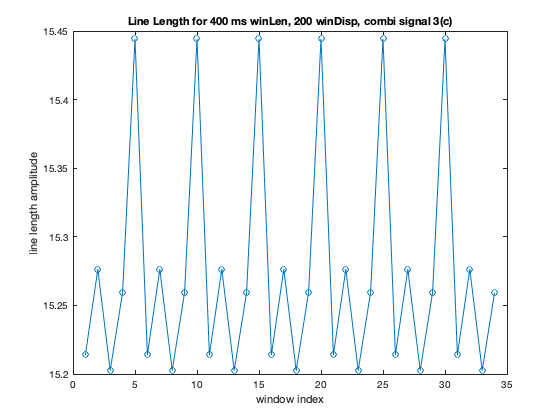 Line Length for 400 ms winLen, 200 winDisp, combi signal 3(c)
line length amplitude
15.45
15.4
15.35
15.3
15.25
15.2
0 5 10 15 20 25 30 35
window index